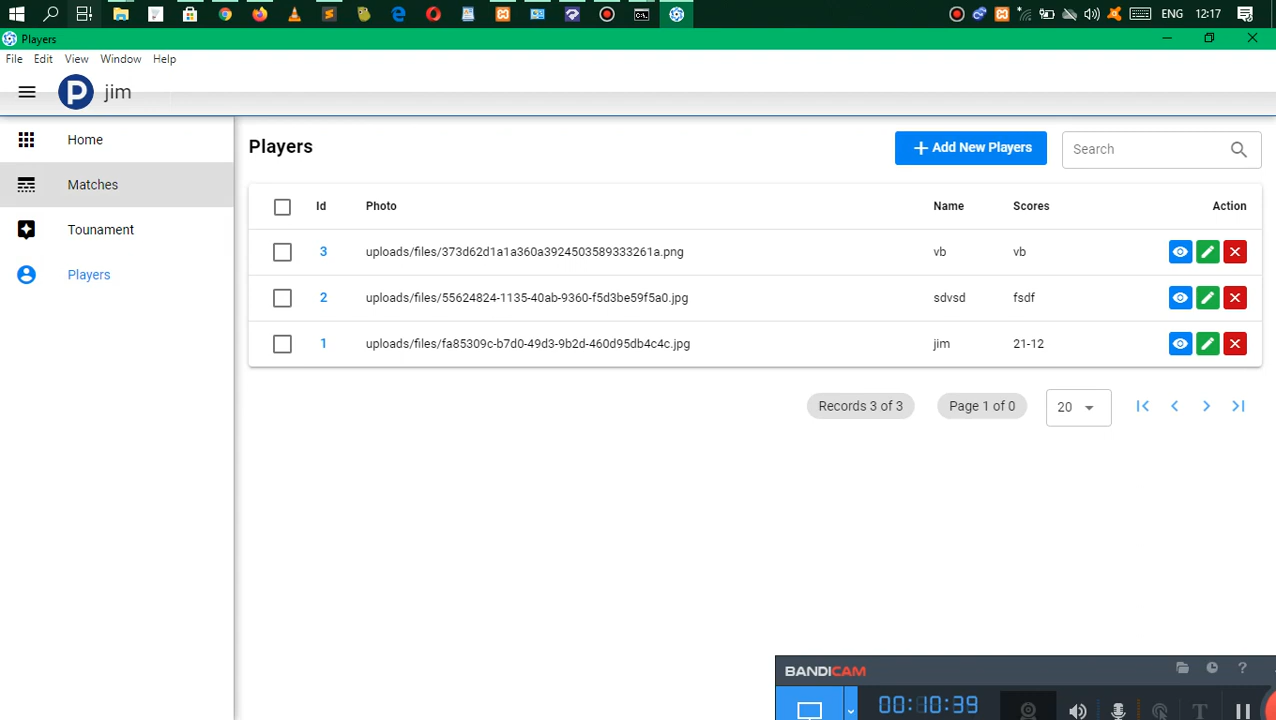 ENG 12:17
Players
File Edit View Window Help
P jim
Home
Matches
Tounament
Players
Players
Add New Players
Search
Id Photo Name Scores Action
3 uploads/files/373d62d1a1a360a3924503589333261a.png vb vb
2 uploads/files/55624824-1135-40ab-9360-f5d3be59f5a0.jpg sdvsd fsdf
1 uploads/files/fa85309c-b7d0-49d3-9b2d-460d95db4c4c.jpg jim 21-12
Records 3 of 3 Page 1 of 0 20
BANDICAM ?
00:10:39 T